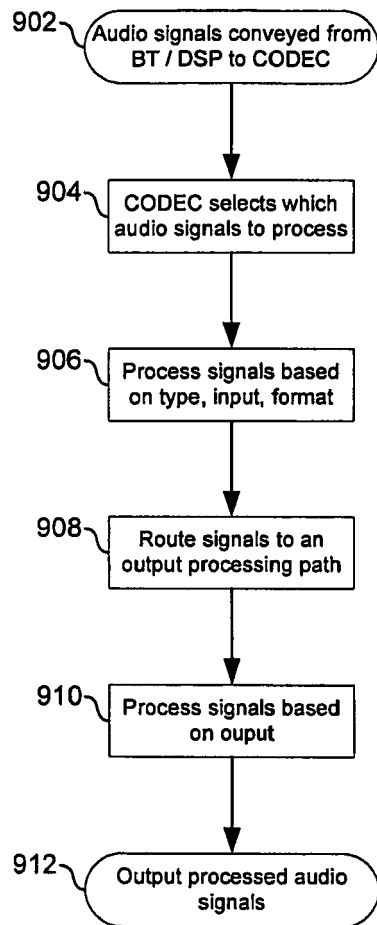 902
Audio signals conveyed from
BT / DSP to CODEC
904
CODEC selects which
audio signals to process
906
Process signals based
on type, input, format
908
Route signals to an
output processing path
910
Process signals based
on ouput
912
Output processed audio
signals